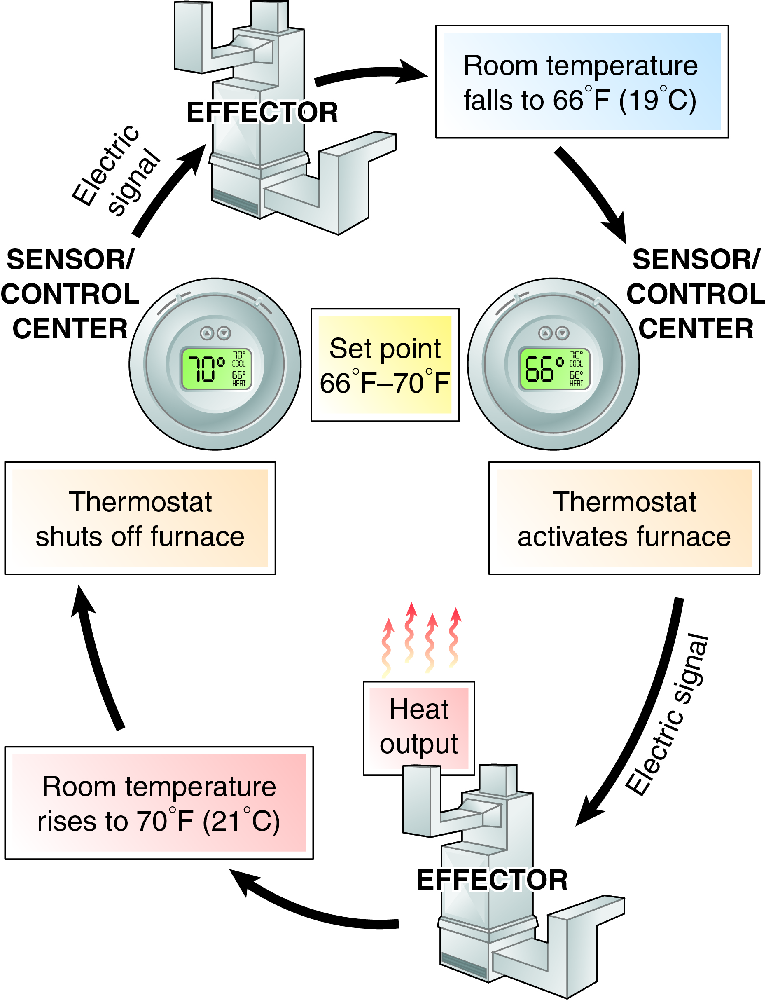 EFFECTOR
Room temperature
falls to 66°F (19°C)
Electric
signal
SENSOR/
CONTROL
CENTER
SENSOR/
CONTROL
CENTER
70°
70°
COOL
66°
HEAT
Set point
66°F–70°F
66°
70°
COOL
66°
HEAT
Thermostat
shuts off furnace
Thermostat
activates furnace
Electric signal
Heat
output
Room temperature
rises to 70°F (21°C)
EFFECTOR